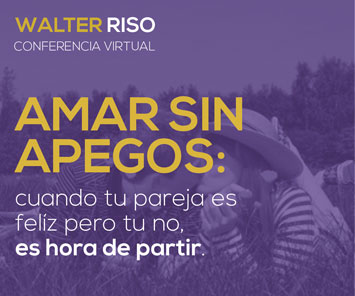 WALTER RISO
CONFERENCIA VIRTUAL
AMAR SIN
APEGOS:
cuando tu pareja es
felíz pero tu no,
es hora de partir.